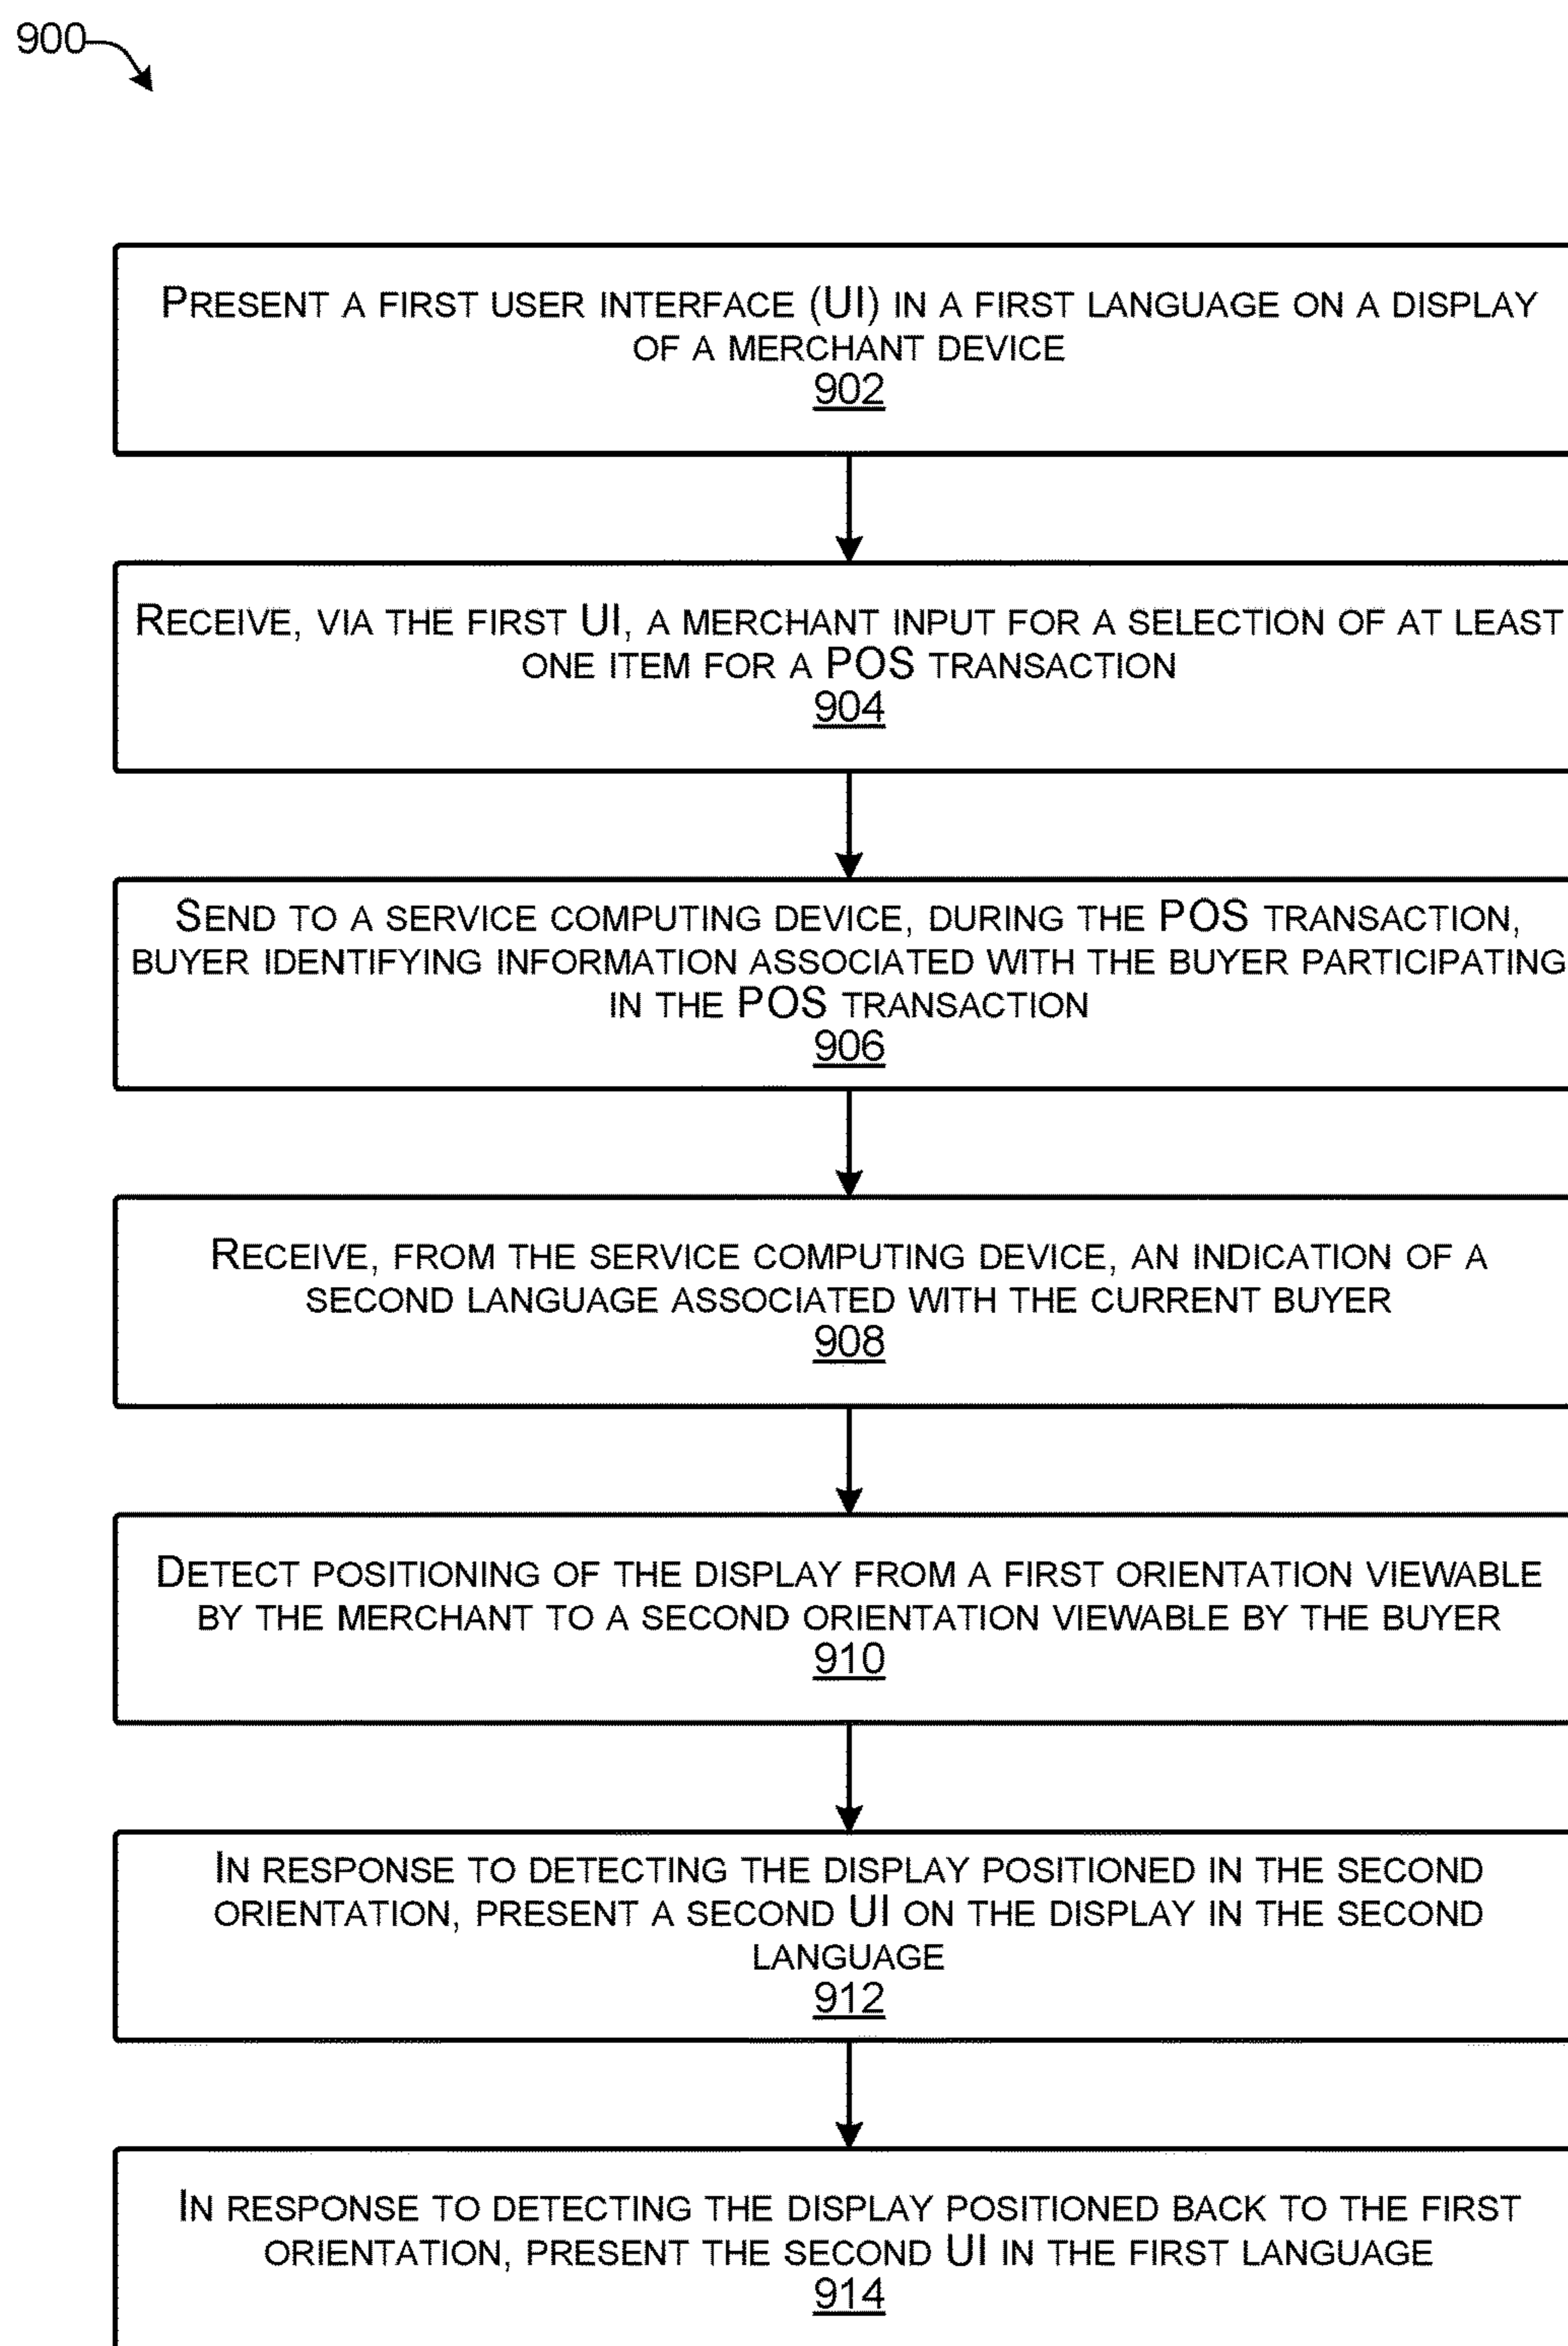 900
PRESENT A FIRST USER INTERFACE (UI) IN A FIRST LANGUAGE ON A DISPLAY
OF A MERCHANT DEVICE
902
RECEIVE, VIA THE FIRST UI, A MERCHANT INPUT FOR A SELECTION OF AT LEAST
ONE ITEM FOR A POS TRANSACTION
904
SEND TO A SERVICE COMPUTING DEVICE, DURING THE POS TRANSACTION,
BUYER IDENTIFYING INFORMATION ASSOCIATED WITH THE BUYER PARTICIPATING
IN THE POS TRANSACTION
906
RECEIVE, FROM THE SERVICE COMPUTING DEVICE, AN INDICATION OF A
SECOND LANGUAGE ASSOCIATED WITH THE CURRENT BUYER
908
DETECT POSITIONING OF THE DISPLAY FROM A FIRST ORIENTATION VIEWABLE
BY THE MERCHANT TO A SECOND ORIENTATION VIEWABLE BY THE BUYER
910
IN RESPONSE TO DETECTING THE DISPLAY POSITIONED IN THE SECOND
ORIENTATION, PRESENT A SECOND UI ON THE DISPLAY IN THE SECOND
LANGUAGE
912
IN RESPONSE TO DETECTING THE DISPLAY POSITIONED BACK TO THE FIRST
ORIENTATION, PRESENT THE SECOND UI IN THE FIRST LANGUAGE
914